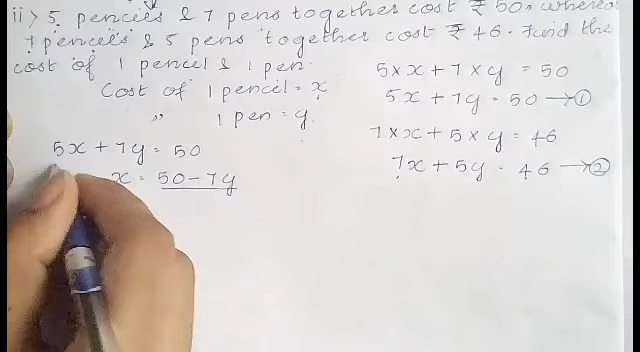 ii) 5 pencils & 7 pens together cost ₹ 50, whereas
7 pencils & 5 pens together cost ₹ 46. Find the
cost of 1 pencil & 1 pen.
Cost of 1 pencil = x
" 1 pen = y.
5x + 7y = 50
x = 50 - 7y
5 × x + 7 × y = 50
5x + 7y = 50 → ①
7 × x + 5 × y = 46
7x + 5y = 46 → ②